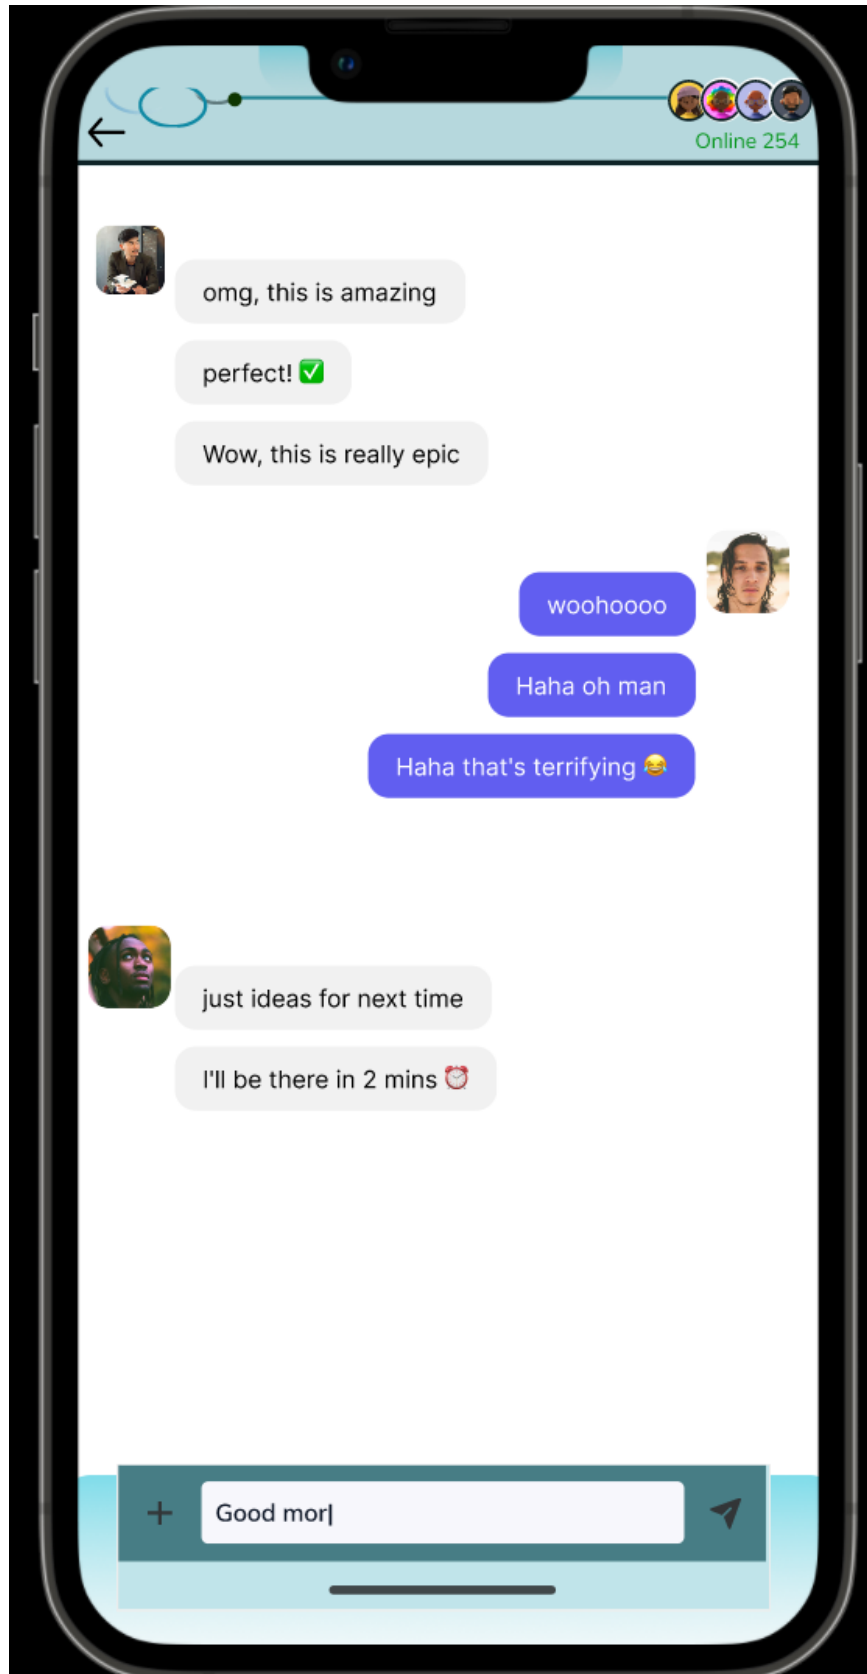 Online 254
omg, this is amazing
perfect! ✅
Wow, this is really epic
woohoooo
Haha oh man
Haha that's terrifying 😂
just ideas for next time
I'll be there in 2 mins ⏰
Good mor